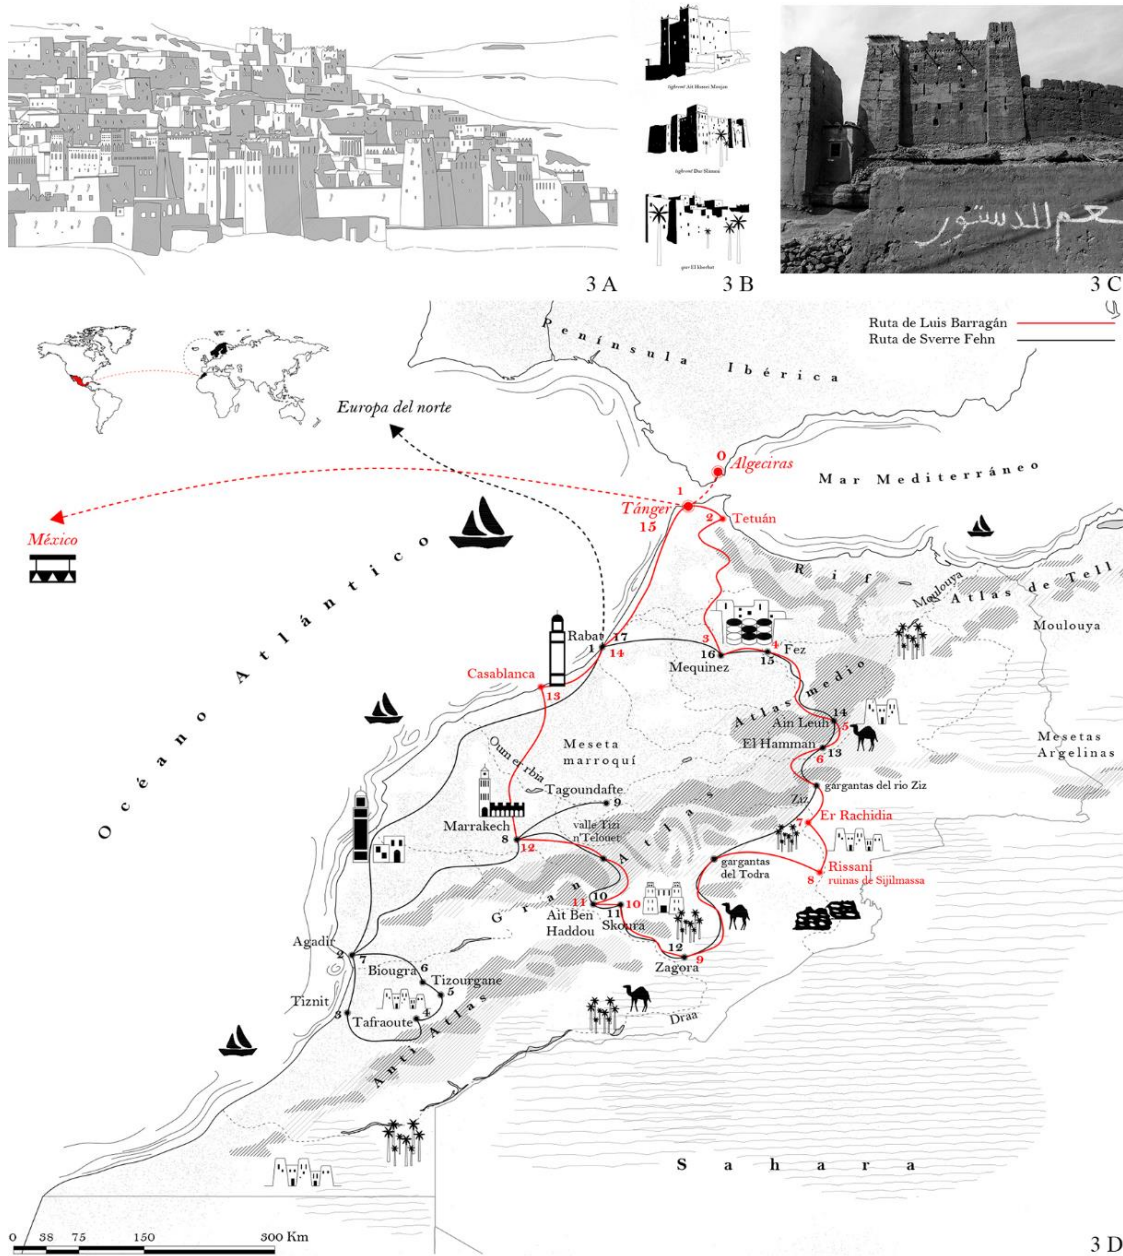 3 A
3 B
عم للدستور
3 C
Ruta de Luis Barragán
Ruta de Sverre Fehn
Península Ibérica
Europa del norte
0
Algeciras
Mar Mediterráneo
1
Tánger
15
2
Tetuán
México
Océano Atlántico
Rif
Moulouya
Atlas de Tell
Moulouya
Rabat
17
1
14
3
16
Mequinez
4
Fez
15
Casablanca
13
Atlas medio
14
Ain Leuh
5
El Hamman
13
6
Mesetas
Argelinas
Meseta
marroquí
Oum er rbia
gargantas del rio Ziz
Ziz
Tagoundafte
9
7
Er Rachidia
Marrakech
8
12
valle Tizi
n'Telouet
Gran Atlas
gargantas
del Todra
Rissani
8
ruinas de Sijilmassa
10
11
10
11
Ait Ben
Haddou
Skoura
12
9
Zagora
Agadir
2
7
Biougra
6
Tizourgane
5
Tiznit
3
4
Tafraoute
Anti Atlas
Draa
Sahara
0 38 75 150 300 Km
3 D